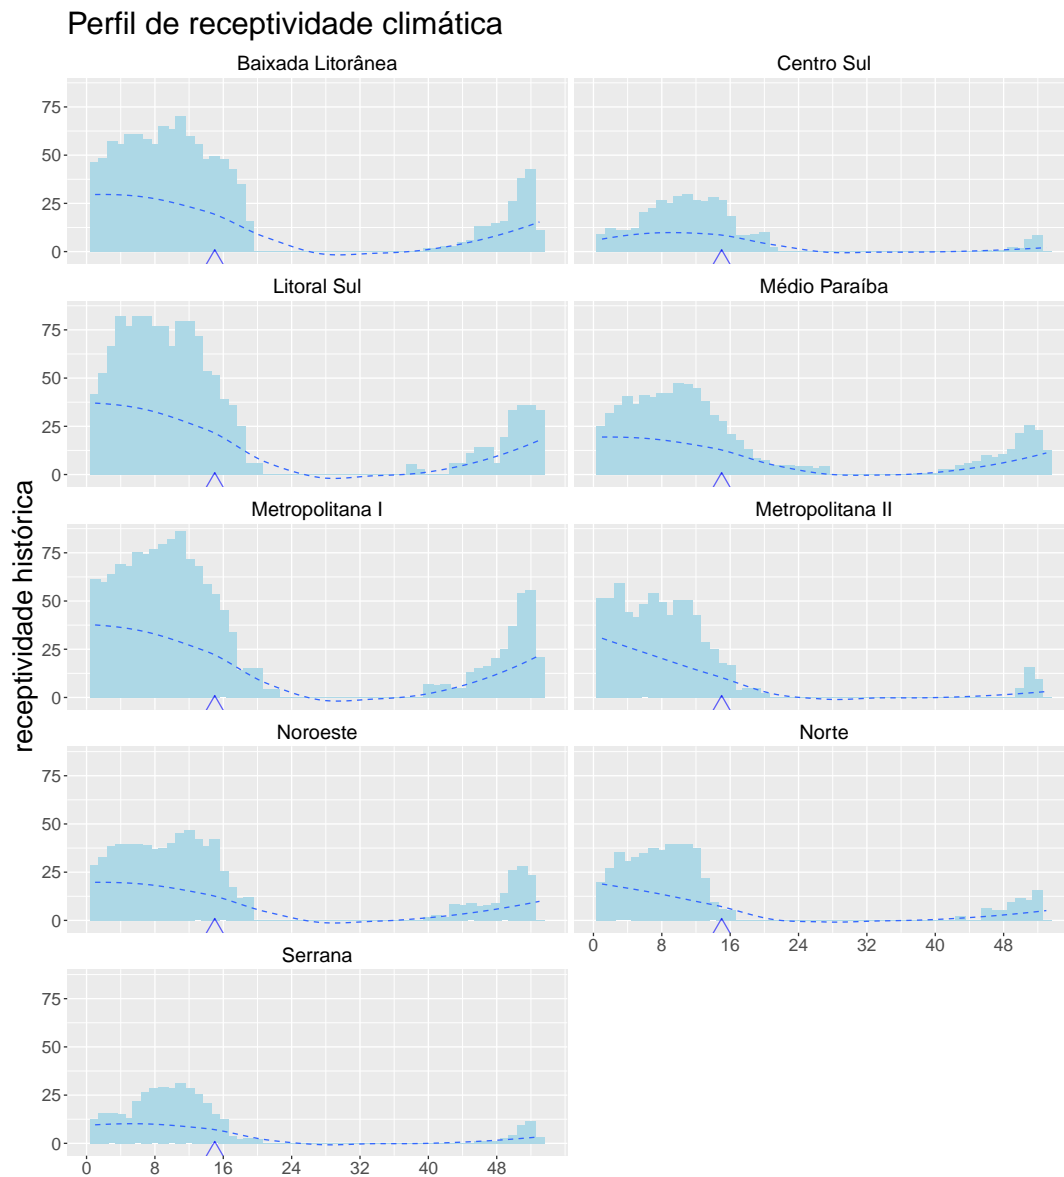 Perfil de receptividade climática
Baixada Litorânea
Centro Sul
75
50
25
0
Litoral Sul
Médio Paraíba
75
50
25
0
receptividade histórica
Metropolitana I
Metropolitana II
75
50
25
0
Noroeste
Norte
75
50
25
0
0 8 16 24 32 40 48
Serrana
75
50
25
0
0 8 16 24 32 40 48